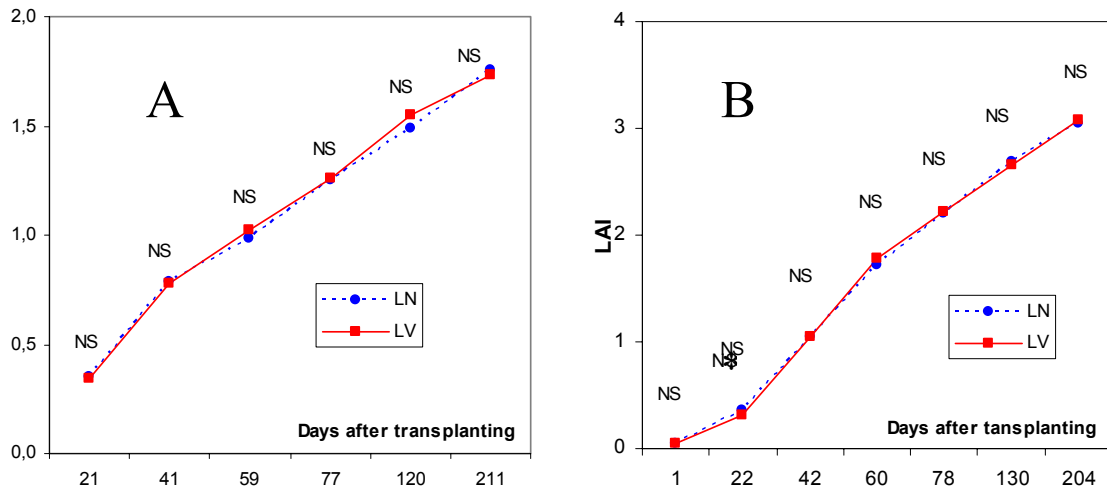 2,0
1,5
1,0
0,5
0,0
A
NS
NS
NS
NS
NS
NS
LN
LV
Days after transplanting
21 41 59 77 120 211
4
3
2
1
0
LAI
B
NS
NS
NS
NS
NS
NS
NS
NS
LN
LV
Days after tansplanting
1 22 42 60 78 130 204